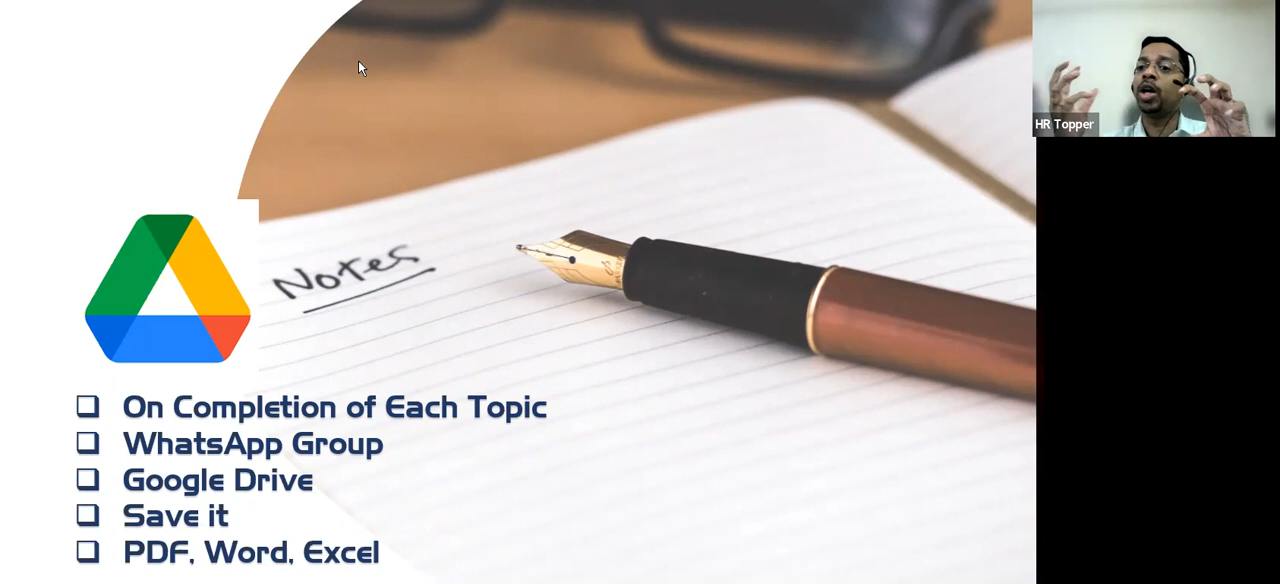 HR Topper
Notes
On Completion of Each Topic
WhatsApp Group
Google Drive
Save it
PDF, Word, Excel